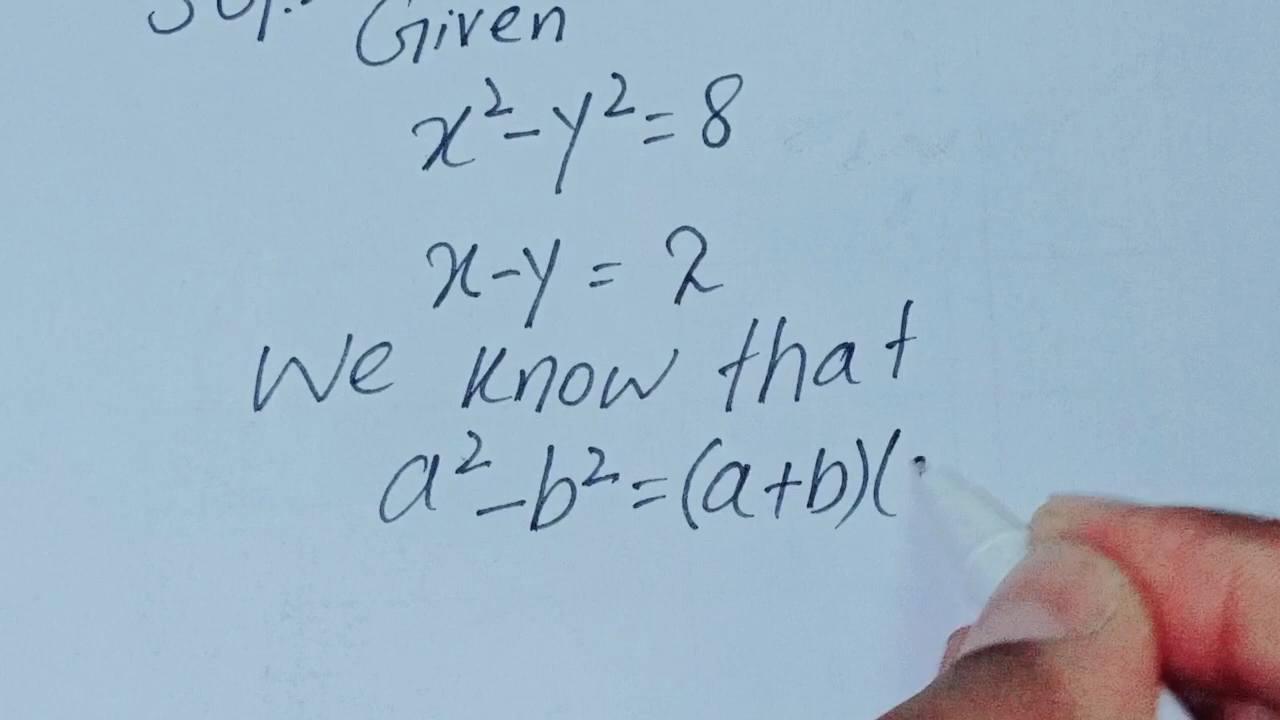 Given
x²-y²=8
x-y=2
We know that
a²-b²=(a+b)(